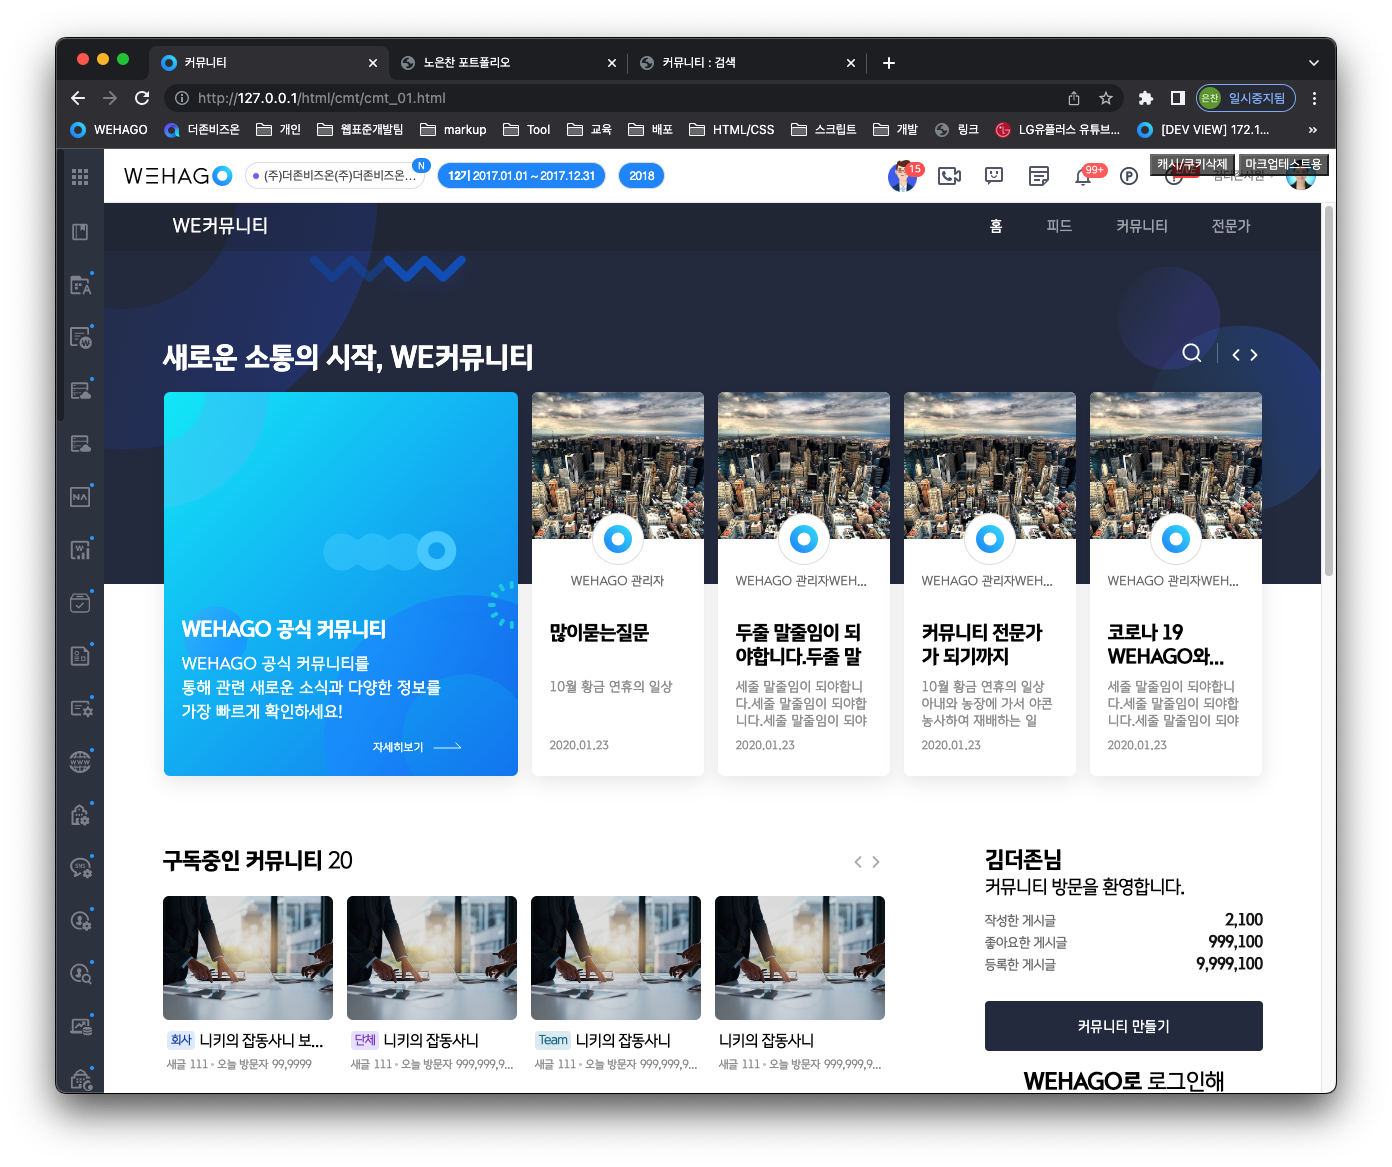 커뮤니티
노은찬 포트폴리오
커뮤니티 : 검색
http://127.0.0.1/html/cmt/cmt_01.html
은찬 일시중지됨
WEHAGO 더존비즈온 개인 웹표준개발팀 markup Tool 교육 배포 HTML/CSS 스크립트 개발 링크 LG유플러스 유튜브... [DEV VIEW] 172.1... »
WEHAGO
(주)더존비즈온(주)더존비즈온...
N
12기 2017.01.01 ~ 2017.12.31
2018
15
99+
캐시/쿠키삭제
마크업테스트용
WE커뮤니티
홈 피드 커뮤니티 전문가
새로운 소통의 시작, WE커뮤니티
WEHAGO 공식 커뮤니티
WEHAGO 공식 커뮤니티를
통해 관련 새로운 소식과 다양한 정보를
가장 빠르게 확인하세요!
자세히보기
WEHAGO 관리자
많이묻는질문
10월 황금 연휴의 일상
2020.01.23
WEHAGO 관리자WEH...
두줄 말줄임이 되
야합니다.두줄 말
세줄 말줄임이 되야합니
다.세줄 말줄임이 되야합
니다.세줄 말줄임이 되야
2020.01.23
WEHAGO 관리자WEH...
커뮤니티 전문가
가 되기까지
10월 황금 연휴의 일상
아내와 농장에 가서 야콘
농사하여 재배하는 일
2020.01.23
WEHAGO 관리자WEH...
코로나 19
WEHAGO와...
세줄 말줄임이 되야합니
다.세줄 말줄임이 되야합
니다.세줄 말줄임이 되야
2020.01.23
구독중인 커뮤니티 20
회사 니키의 잡동사니 보...
새글 111 • 오늘 방문자 99,9999
단체 니키의 잡동사니
새글 111 • 오늘 방문자 999,999,9...
Team 니키의 잡동사니
새글 111 • 오늘 방문자 999,999,9...
니키의 잡동사니
새글 111 • 오늘 방문자 999,999,9...
김더존님
커뮤니티 방문을 환영합니다.
작성한 게시글 2,100
좋아요한 게시글 999,100
등록한 게시글 9,999,100
커뮤니티 만들기
WEHAGO로 로그인해